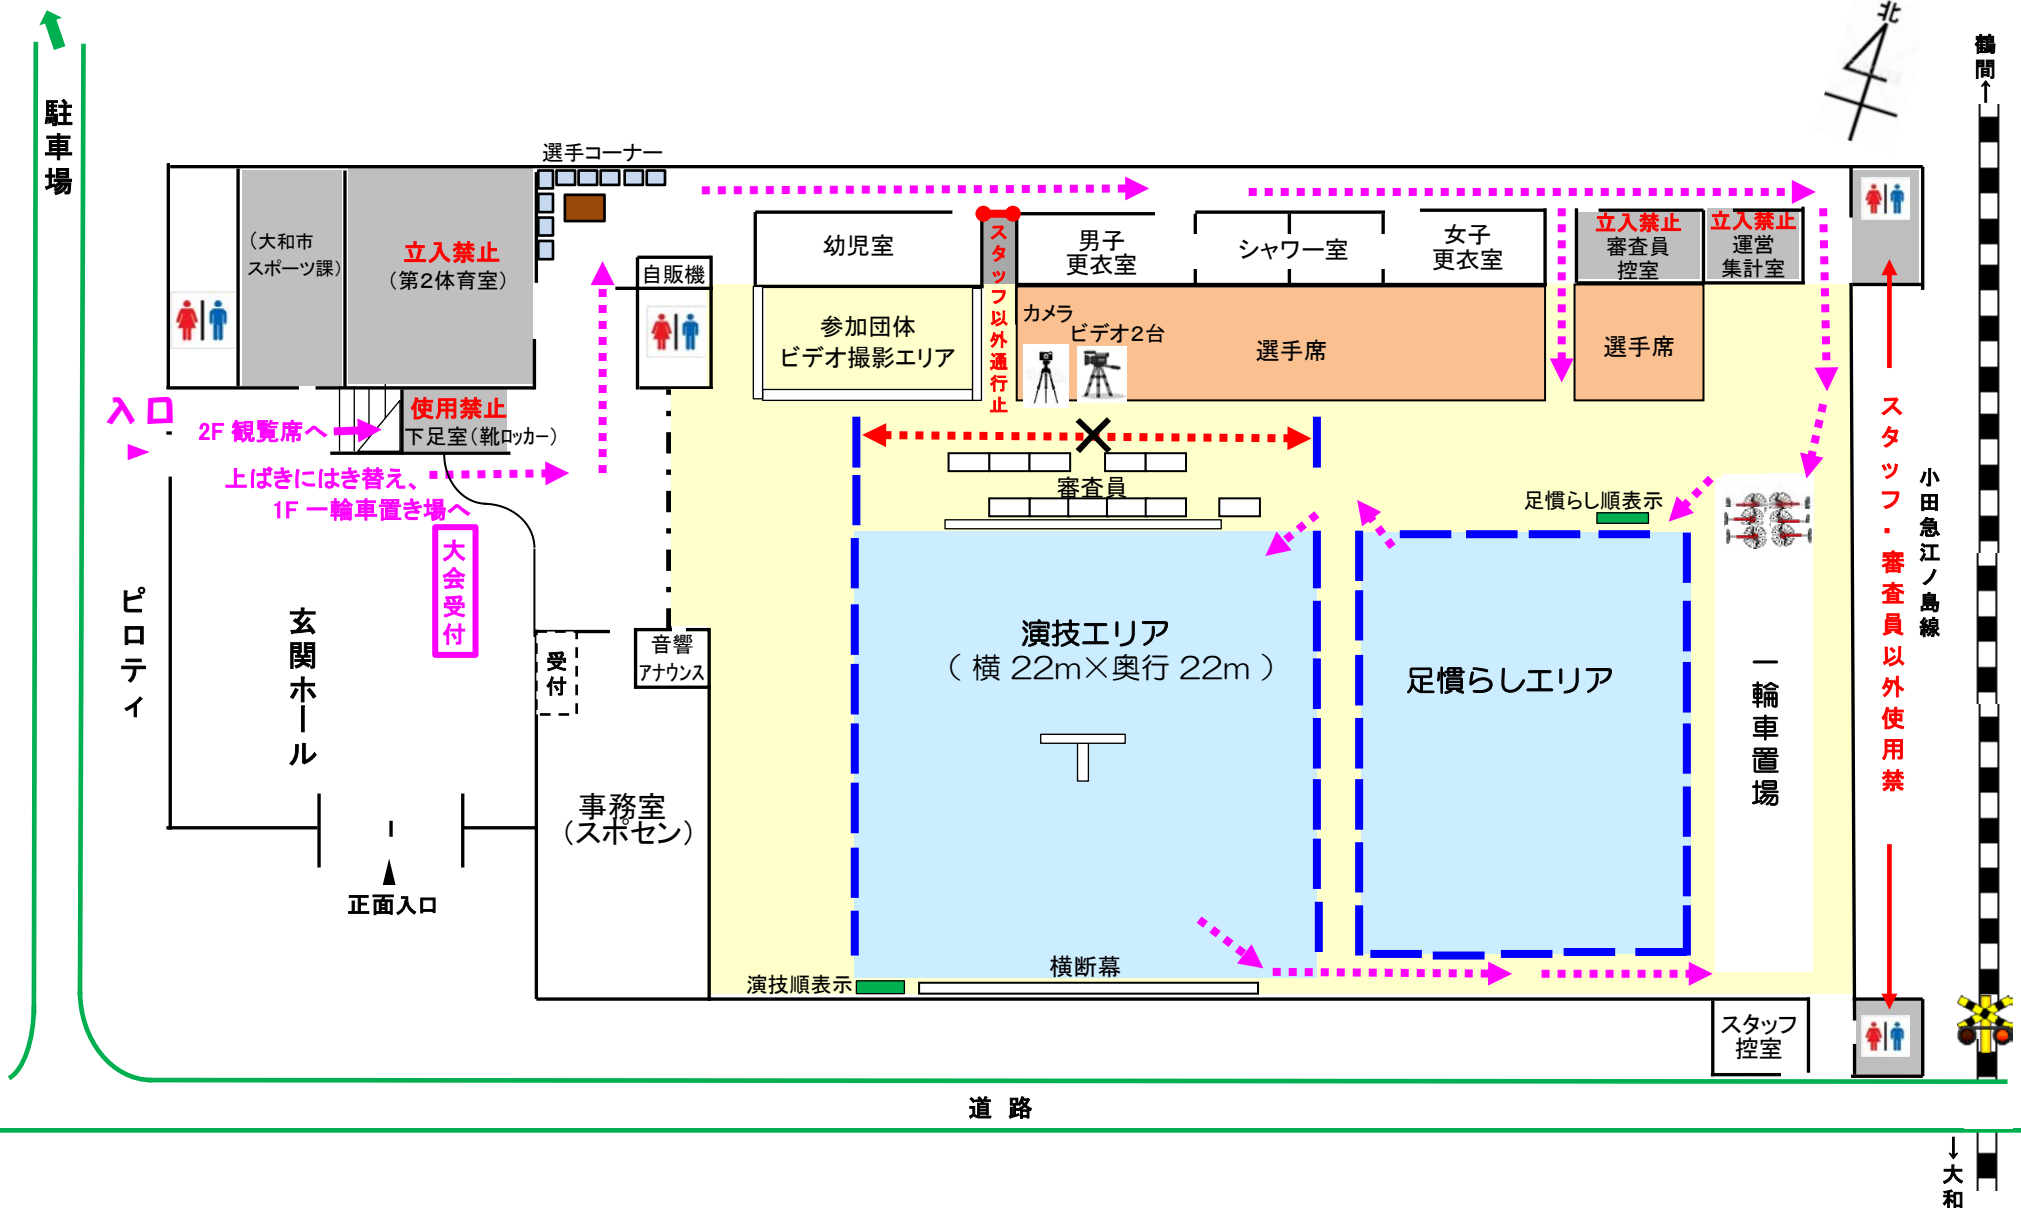 北
鶴間→
駐車場
選手コーナー
（大和市
スポーツ課）
立入禁止
（第２体育室）
自販機
幼児室
スタッフ以外通行止
男子
更衣室
シャワー室
女子
更衣室
立入禁止
審査員
控室
立入禁止
運営
集計室
参加団体
ビデオ撮影エリア
カメラ
ビデオ２台
選手席
選手席
入口
2F 観覧席へ
使用禁止
下足室（靴ロッカー）
上ばきにはき替え、
1F 一輪車置き場へ
大会受付
審査員
足慣らし順表示
スタッフ・審査員以外使用禁
小田急江ノ島線
ピロティ
玄関ホール
受付
音響
アナウンス
演技エリア
（ 横 22m×奥行 22m ）
足慣らしエリア
一輪車置場
事務室
（スポセン）
正面入口
横断幕
演技順表示
スタッフ
控室
道 路
→大和